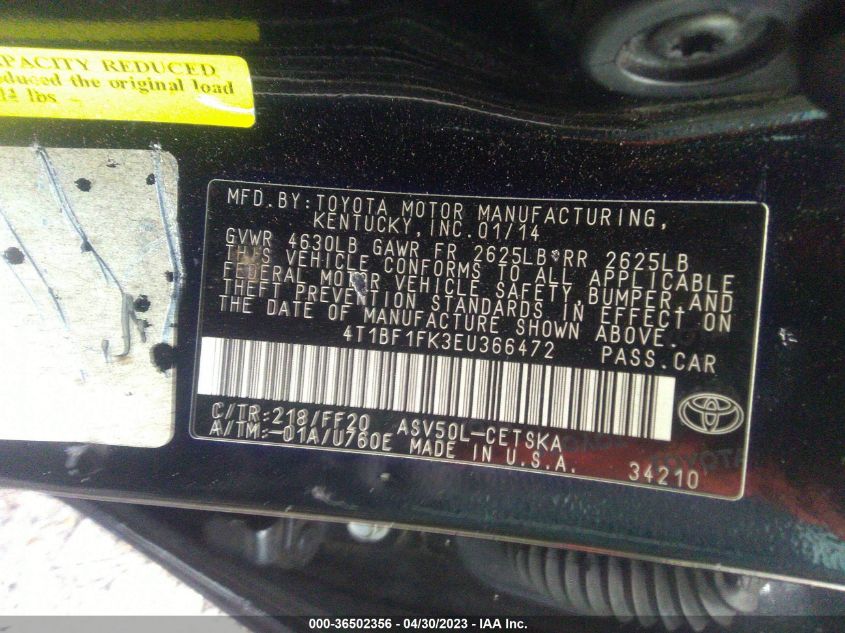 PACITY REDUCED
duced the original load
14 lbs
MFD.BY:TOYOTA MOTOR MANUFACTURING,
KENTUCKY,INC.01/14
GVWR 4630LB GAWR FR 2625LB RR 2625LB
THIS VEHICLE CONFORMS TO ALL APPLICABLE
FEDERAL MOTOR VEHICLE SAFETY,BUMPER,AND
THEFT PREVENTION STANDARDS IN EFFECT ON
THE DATE OF MANUFACTURE SHOWN ABOVE.
4T1BF1FK3EU366472 PASS.CAR
C/TR:218/FF20 ASV50L-CETSKA
A/TM:-01A/U760E MADE IN U.S.A. 34210
TOYOTA
000-36502356 - 04/30/2023 - IAA Inc.